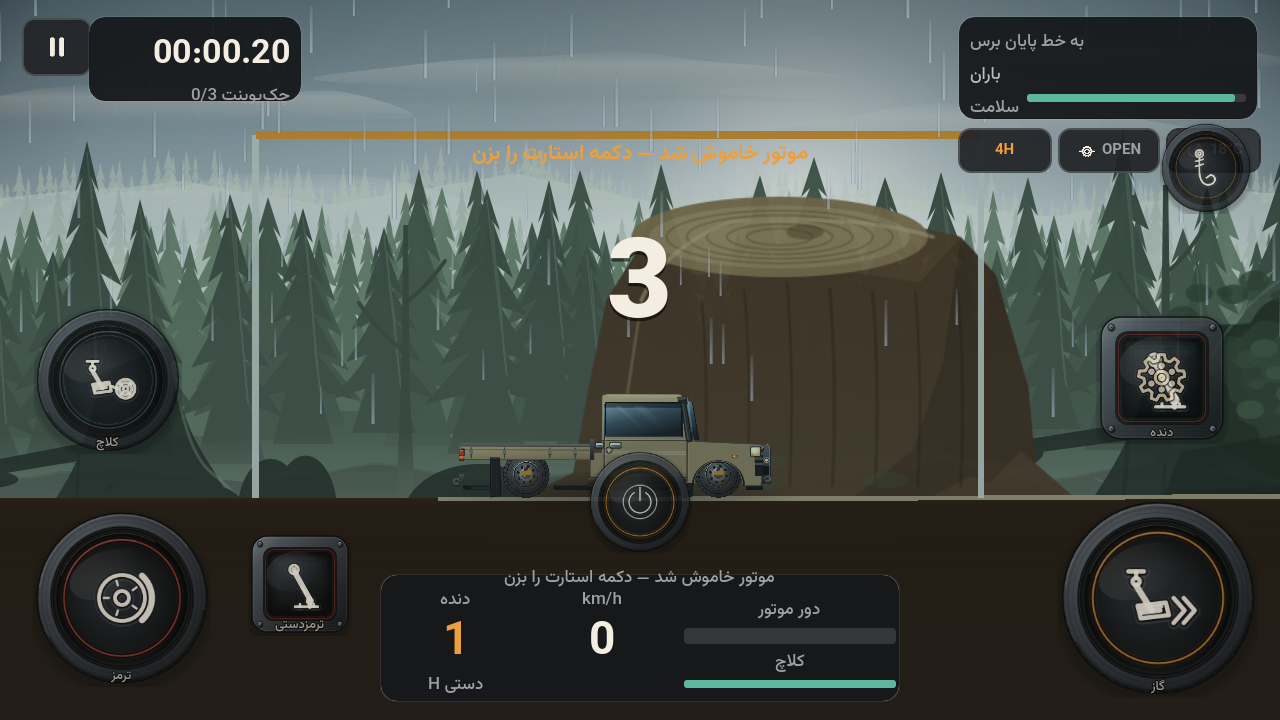 00:00.20
چک‌پوینت 0/3
به خط پایان برس
باران
سلامت
4H
OPEN
موتور خاموش شد — دکمه استارت را بزن
3
کلاچ
دنده
ترمز
ترمزدستی
گاز
موتور خاموش شد — دکمه استارت را بزن
دنده
km/h
دور موتور
1
0
کلاچ
دستی H